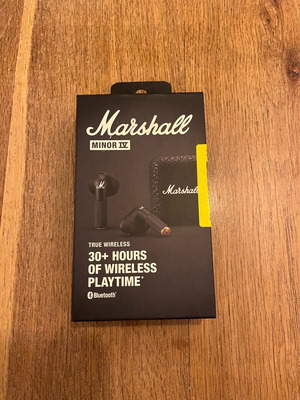 Marshall
MINOR IV
Marshall
TRUE WIRELESS
30+ HOURS
OF WIRELESS
PLAYTIME*
Bluetooth®